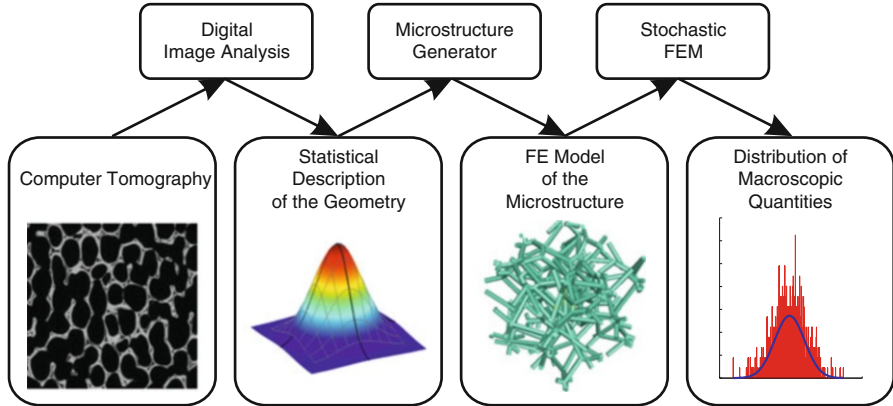 Digital
Image Analysis
Microstructure
Generator
Stochastic
FEM
Computer Tomography
Statistical
Description
of the Geometry
FE Model
of the
Microstructure
Distribution of
Macroscopic
Quantities